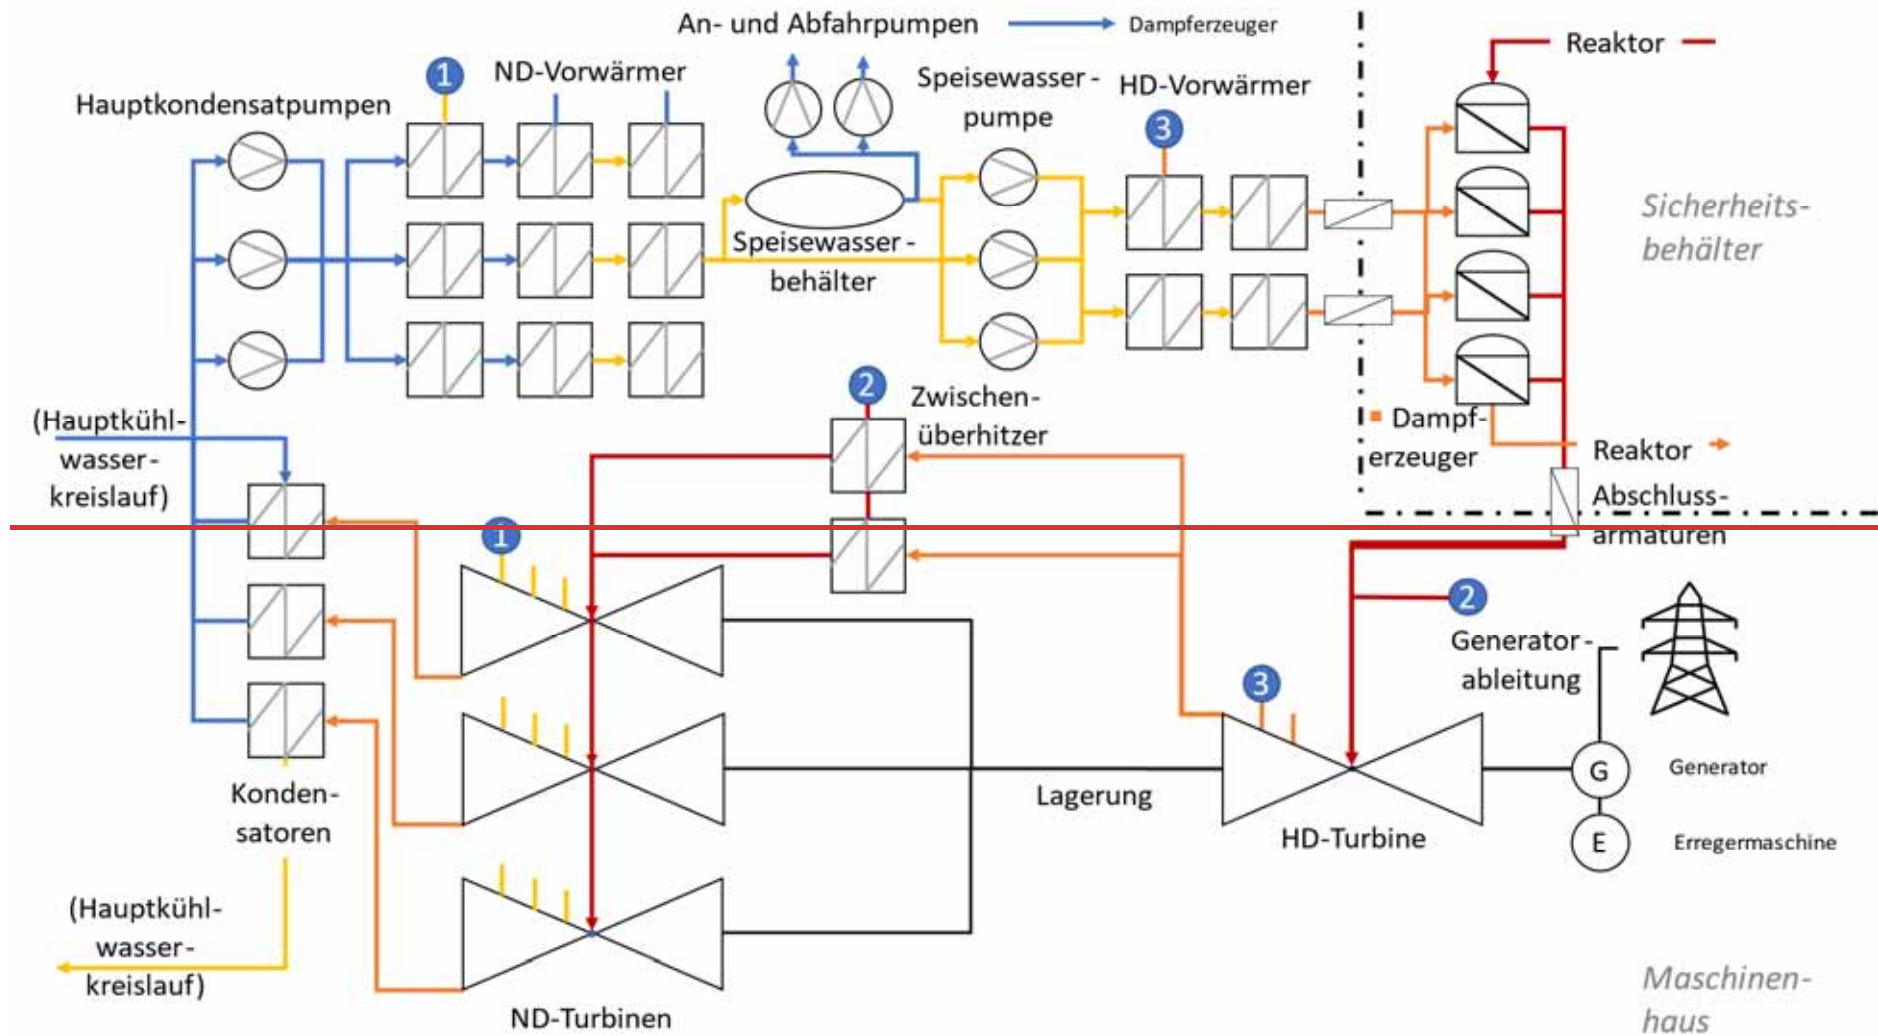 An- und Abfahrpumpen
Dampferzeuger
Reaktor
1
ND-Vorwärmer
Hauptkondensatpumpen
Speisewasser-
pumpe
HD-Vorwärmer
3
Sicherheits-
behälter
Speisewasser-
behälter
2
Zwischen-
überhitzer
(Hauptkühl-
wasser-
kreislauf)
Dampf-
erzeuger
Reaktor
Abschluss-
armaturen
1
2
Generator-
ableitung
3
G
Generator
Konden-
satoren
Lagerung
HD-Turbine
E
Erregermaschine
(Hauptkühl-
wasser-
kreislauf)
ND-Turbinen
Maschinen-
haus